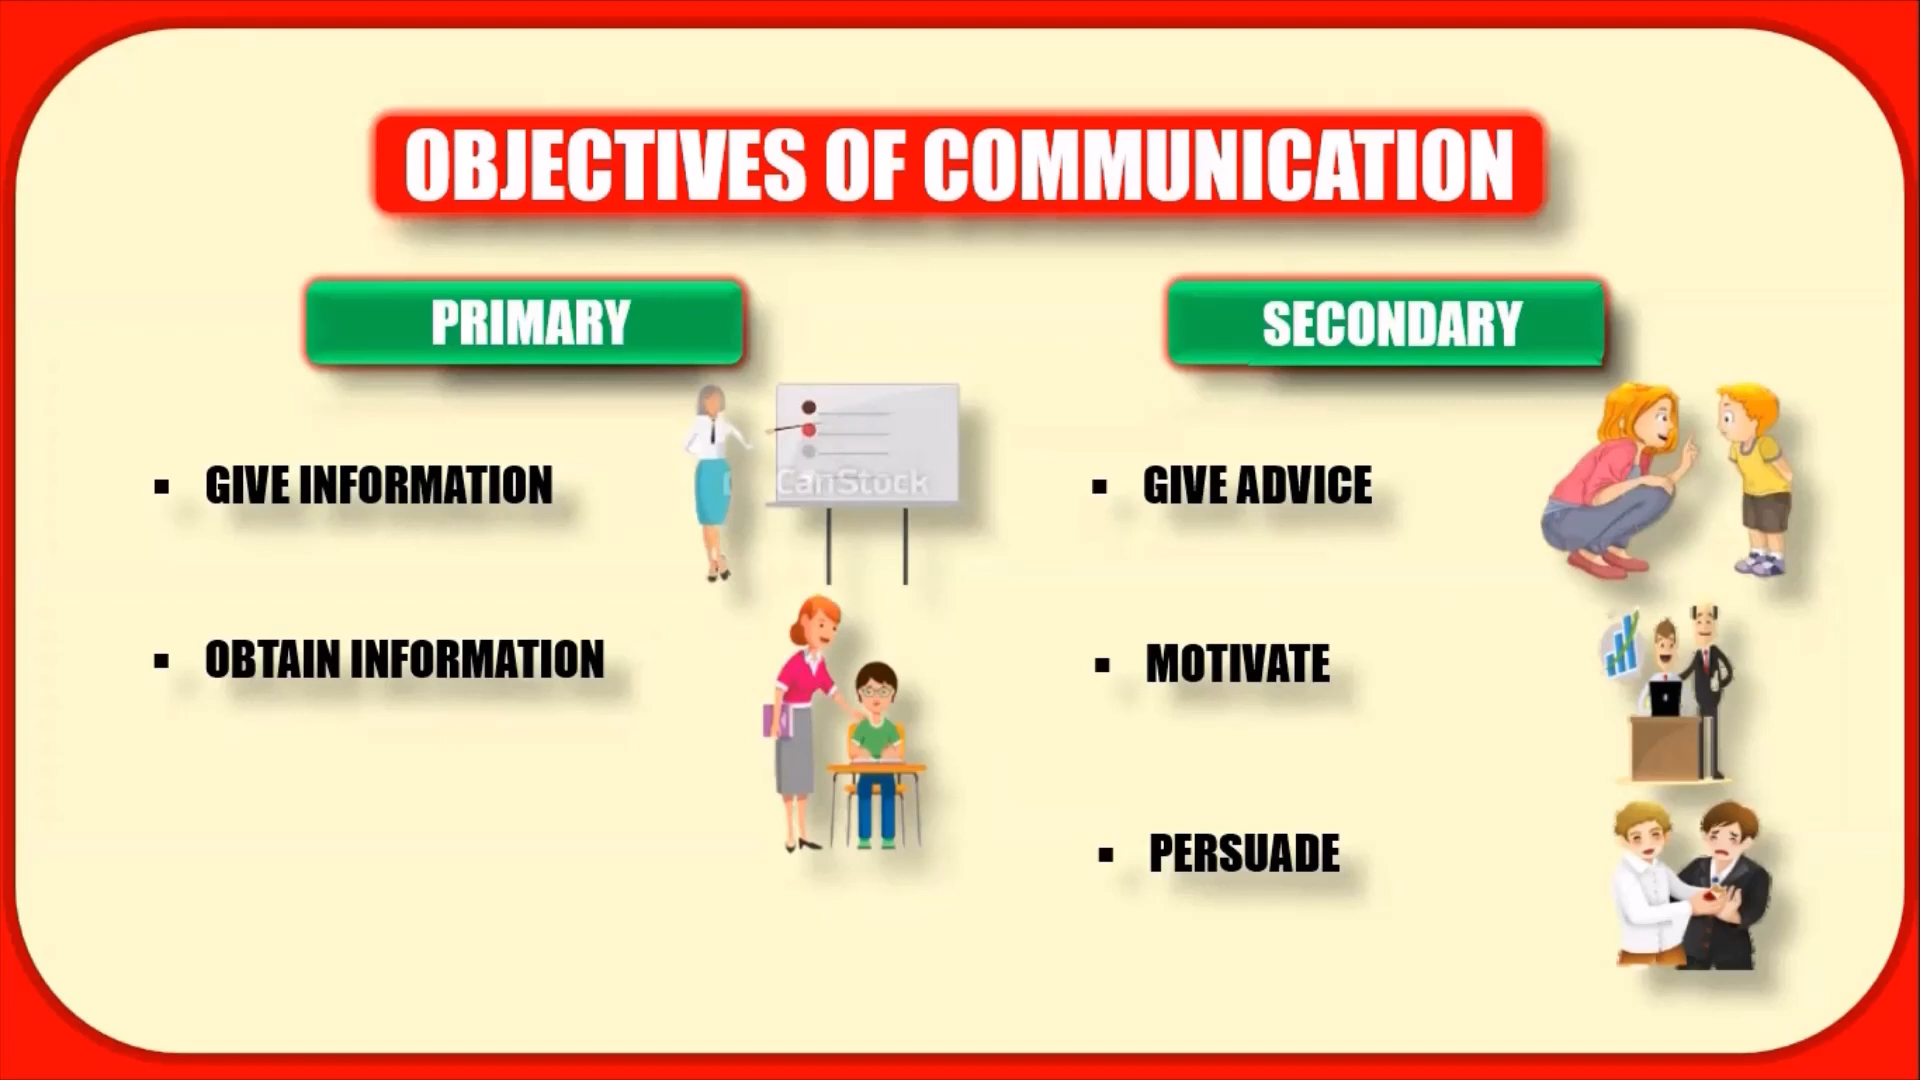 OBJECTIVES OF COMMUNICATION
PRIMARY
▪ GIVE INFORMATION
CanStock
▪ OBTAIN INFORMATION
SECONDARY
▪ GIVE ADVICE
▪ MOTIVATE
▪ PERSUADE